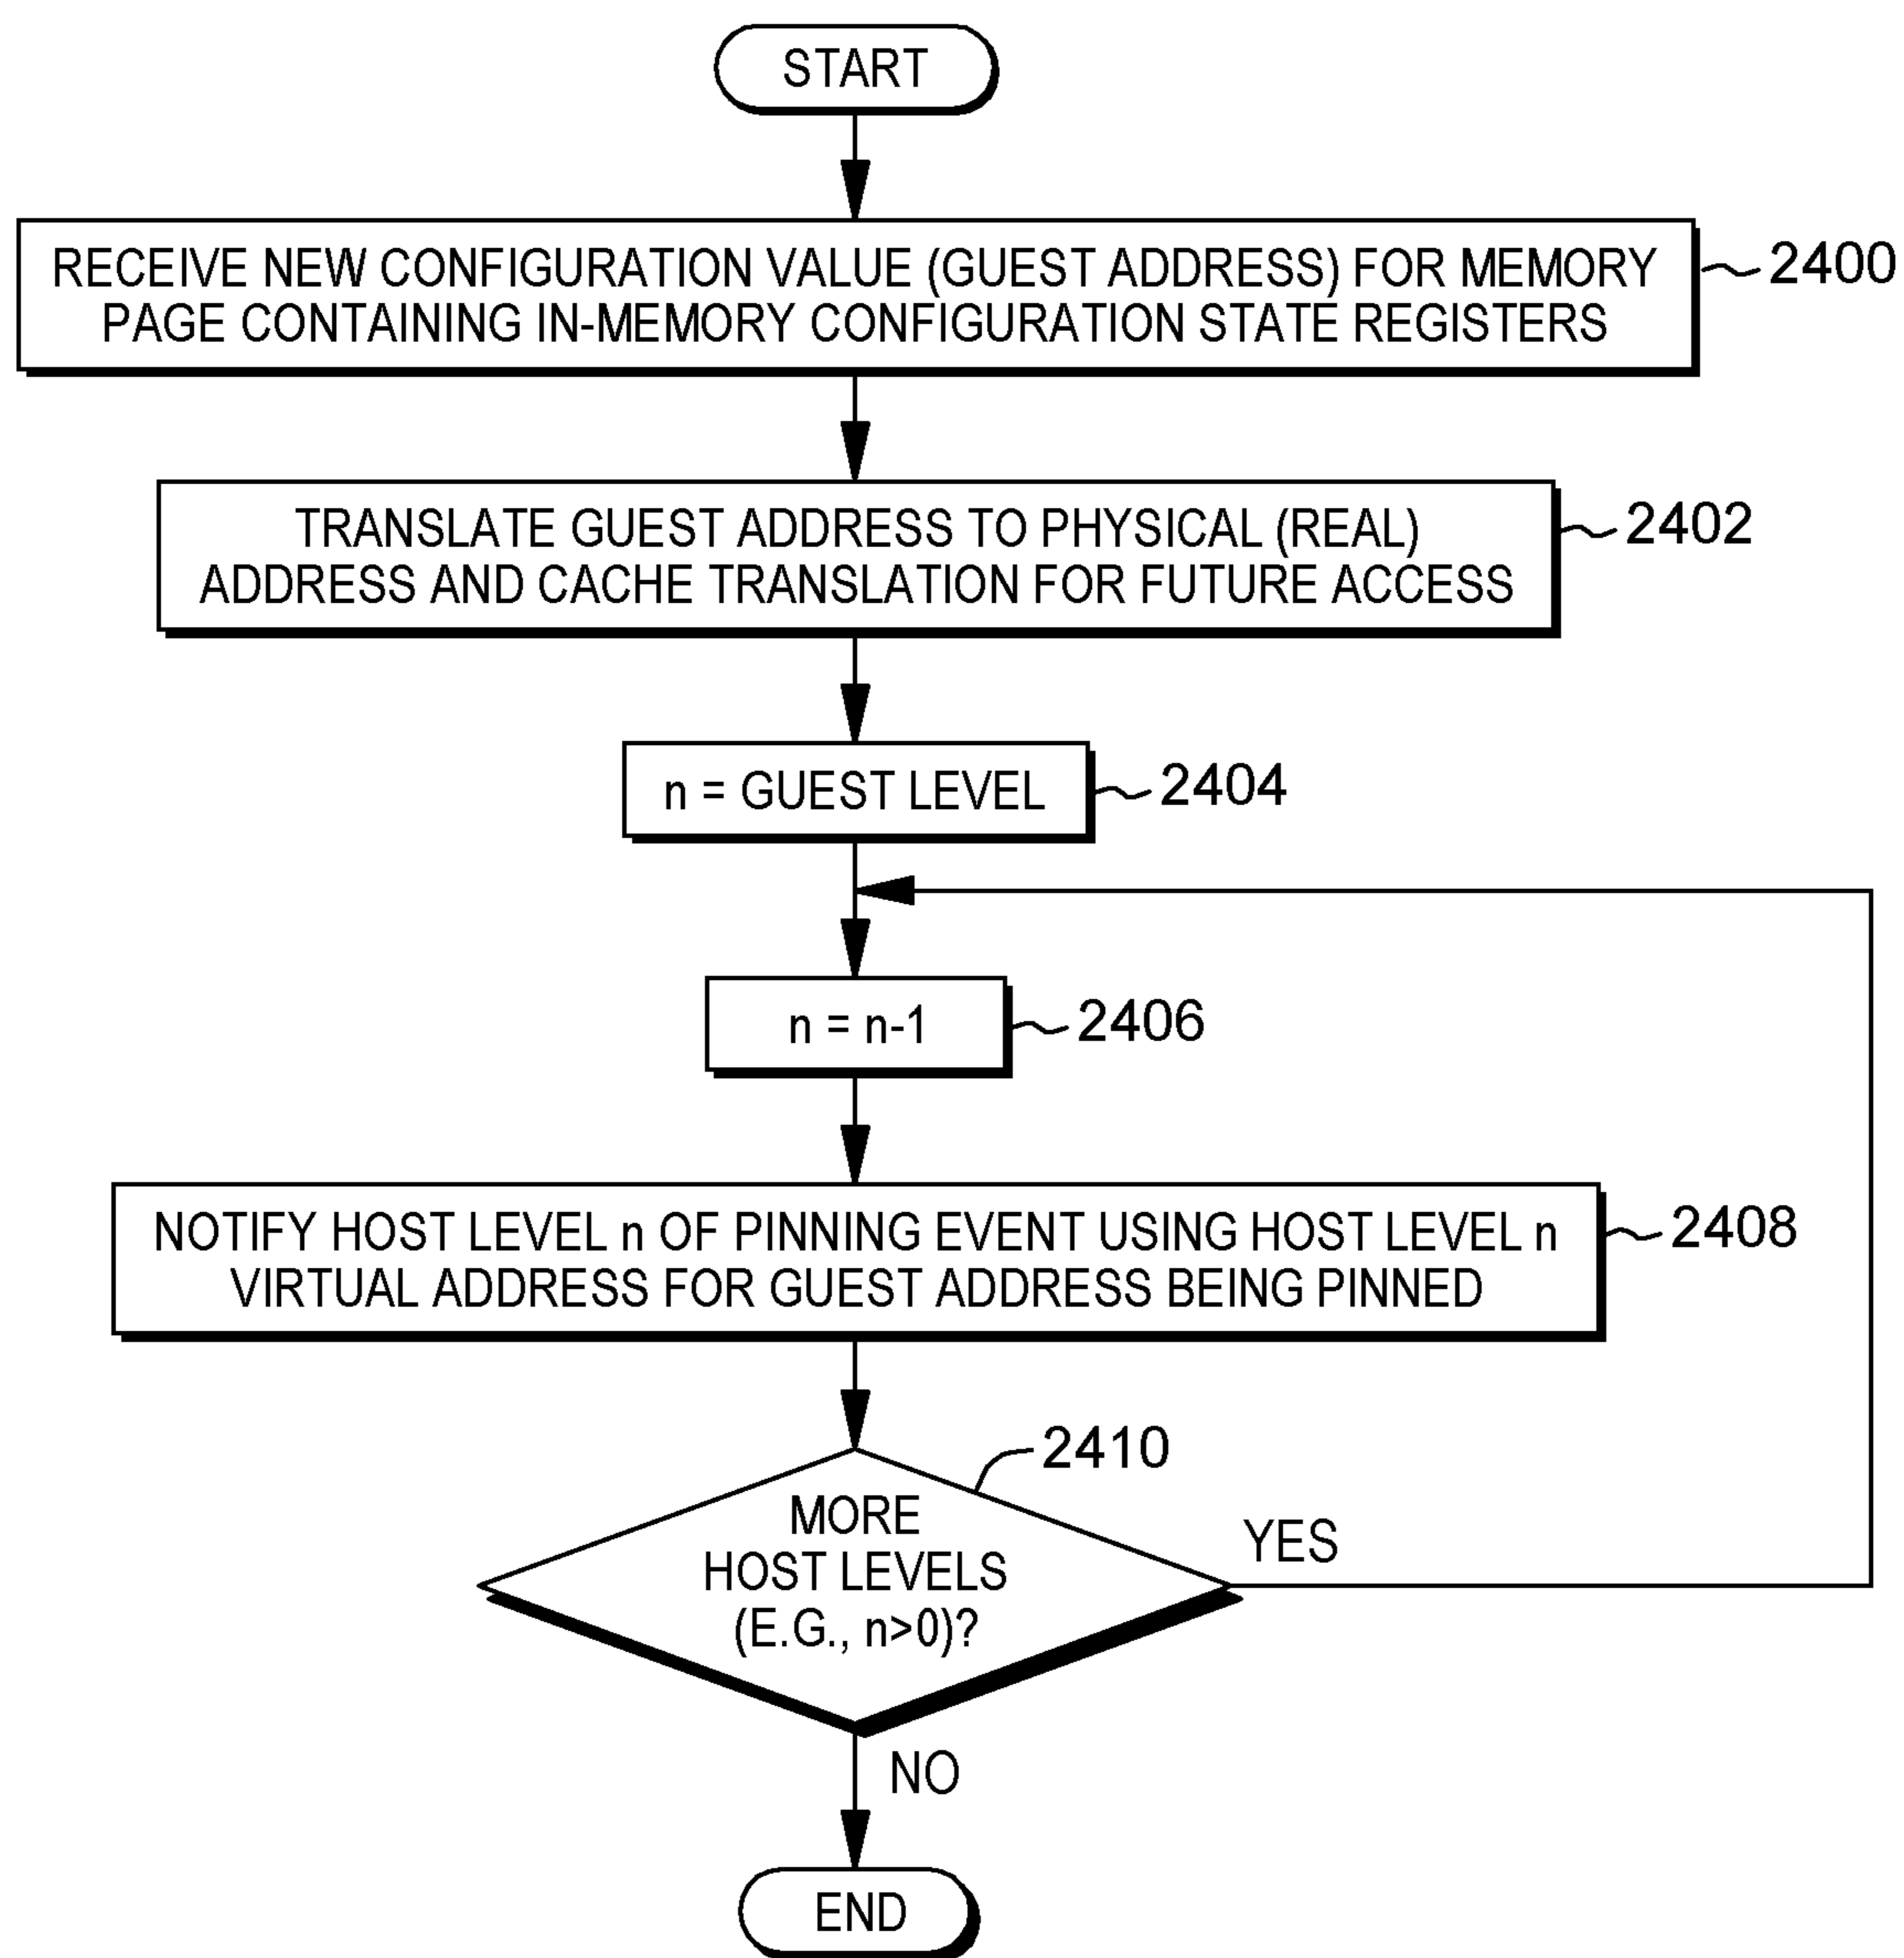 START
RECEIVE NEW CONFIGURATION VALUE (GUEST ADDRESS) FOR MEMORY
PAGE CONTAINING IN-MEMORY CONFIGURATION STATE REGISTERS
2400
TRANSLATE GUEST ADDRESS TO PHYSICAL (REAL)
ADDRESS AND CACHE TRANSLATION FOR FUTURE ACCESS
2402
n = GUEST LEVEL
2404
n = n-1
2406
NOTIFY HOST LEVEL n OF PINNING EVENT USING HOST LEVEL n
VIRTUAL ADDRESS FOR GUEST ADDRESS BEING PINNED
2408
2410
MORE
HOST LEVELS
(E.G., n>0)?
YES
NO
END